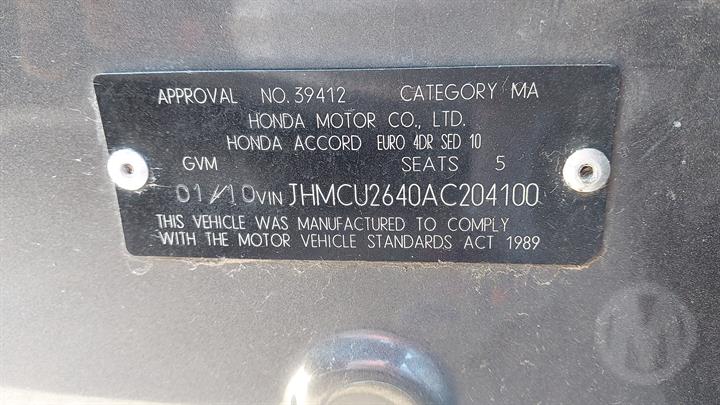 APPROVAL NO. 39412 CATEGORY MA
HONDA MOTOR CO., LTD.
HONDA ACCORD EURO 4DR SED 10
GVM SEATS 5
01/10 VIN JHMCU2640AC204100
THIS VEHICLE WAS MANUFACTURED TO COMPLY
WITH THE MOTOR VEHICLE STANDARDS ACT 1989
M